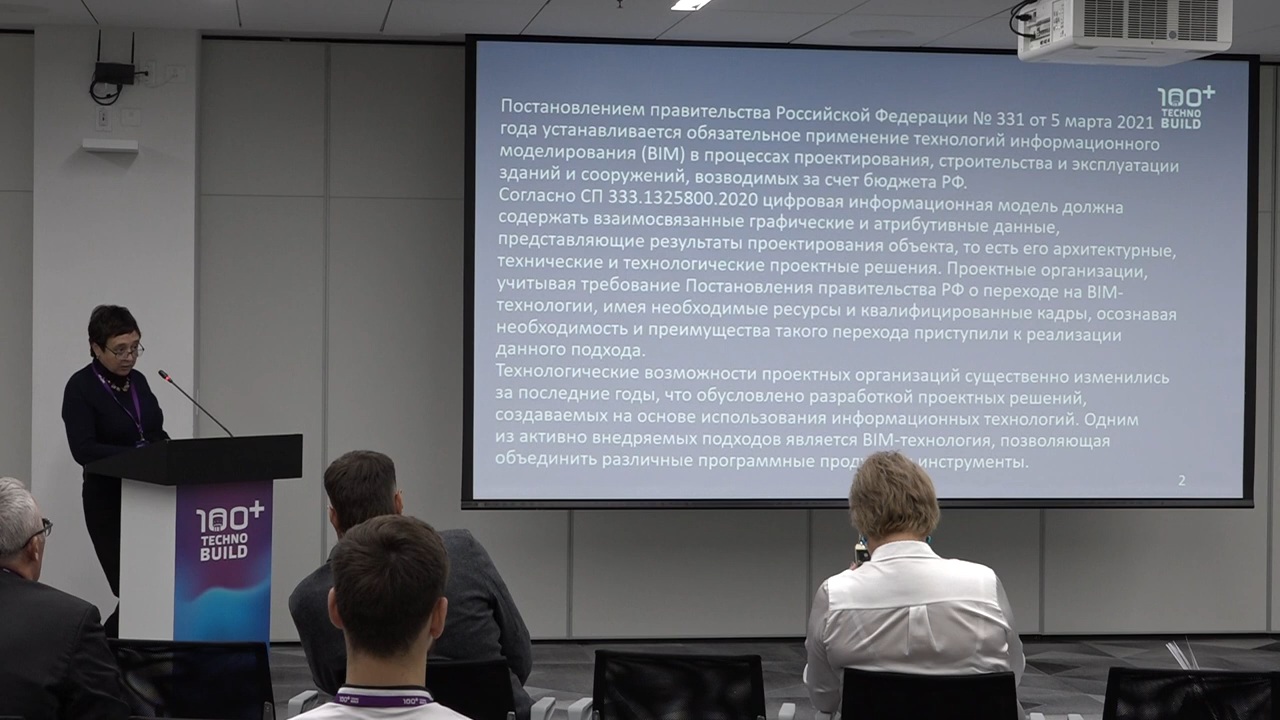 Постановлением правительства Российской Федерации № 331 от 5 марта 2021
года устанавливается обязательное применение технологий информационного
моделирования (BIM) в процессах проектирования, строительства и эксплуатации
зданий и сооружений, возводимых за счет бюджета РФ.
Согласно СП 333.1325800.2020 цифровая информационная модель должна
содержать взаимосвязанные графические и атрибутивные данные,
представляющие результаты проектирования объекта, то есть его архитектурные,
технические и технологические проектные решения. Проектные организации,
учитывая требование Постановления правительства РФ о переходе на BIM-
технологии, имея необходимые ресурсы и квалифицированные кадры, осознавая
необходимость и преимущества такого перехода приступили к реализации
данного подхода.
Технологические возможности проектных организаций существенно изменились
за последние годы, что обусловлено разработкой проектных решений,
создаваемых на основе использования информационных технологий. Одним
из активно внедряемых подходов является BIM-технология, позволяющая
объединить различные программные инструменты.
2
100+
TECHNO
BUILD
100+
TECHNO
BUILD
100+
100+